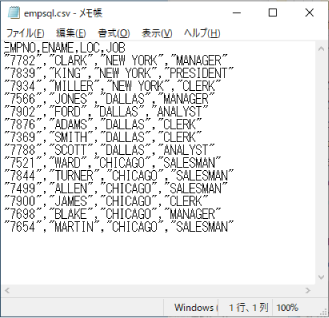 empsql.csv - メモ帳
ファイル(F) 編集(E) 書式(O) 表示(V) ヘルプ(H)
EMPNO,ENAME,LOC,JOB
"7782","CLARK","NEW YORK","MANAGER"
"7839","KING","NEW YORK","PRESIDENT"
"7934","MILLER","NEW YORK","CLERK"
"7566","JONES","DALLAS","MANAGER"
"7902","FORD","DALLAS","ANALYST"
"7876","ADAMS","DALLAS","CLERK"
"7369","SMITH","DALLAS","CLERK"
"7788","SCOTT","DALLAS","ANALYST"
"7521","WARD","CHICAGO","SALESMAN"
"7844","TURNER","CHICAGO","SALESMAN"
"7499","ALLEN","CHICAGO","SALESMAN"
"7900","JAMES","CHICAGO","CLERK"
"7698","BLAKE","CHICAGO","MANAGER"
"7654","MARTIN","CHICAGO","SALESMAN"
Windows 1 行、1 列 100%